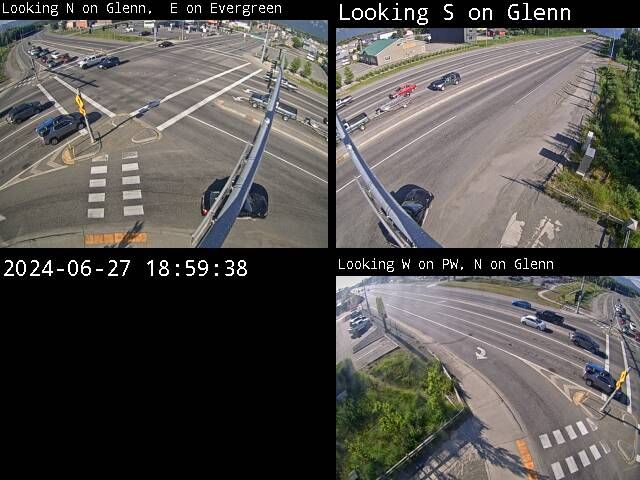 Looking N on Glenn,  E on Evergreen
Looking S on Glenn
2024-06-27 18:59:38
Looking W on PW, N on Glenn